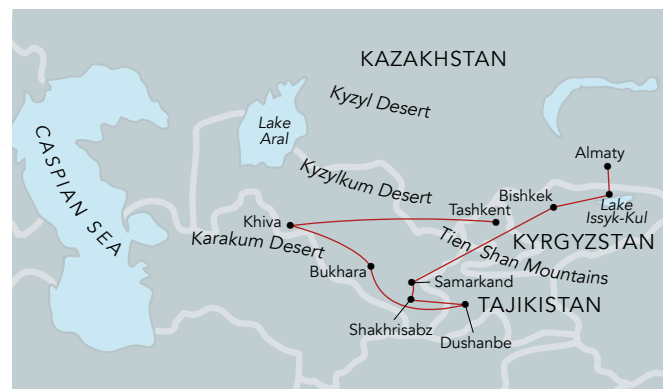 KAZAKHSTAN
Kyzyl Desert
Lake
Aral
CASPIAN SEA
Almaty
Kyzylkum Desert
Bishkek
Lake
Issyk-Kul
Tashkent
Khiva
KYRGYZSTAN
Karakum Desert
Tien Shan Mountains
Bukhara
Samarkand
TAJIKISTAN
Shakhrisabz
Dushanbe